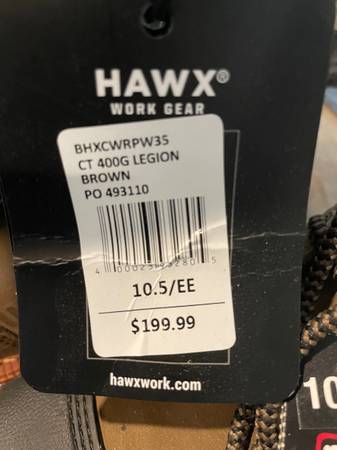 HAWX®
WORK GEAR
BHXCWRPW35
CT 400G LEGION
BROWN
PO 493110
10.5/EE
$199.99
hawxwork.com
10